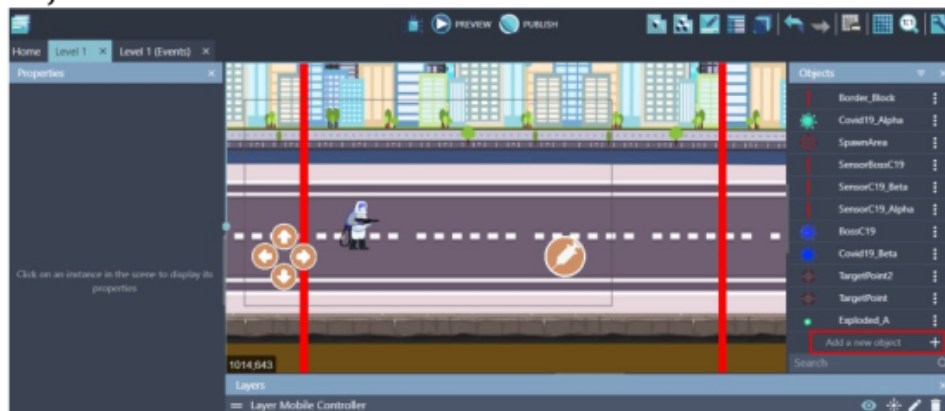 PREVIEW PUBLISH
Home Level 1 × Level 1 (Events) ×
Properties ×
Objects
Border_Block
Covid19_Alpha
SpawnArea
SensorBossC19
SensorC19_Beta
SensorC19_Alpha
BossC19
Covid19_Beta
TargetPoint2
TargetPoint
Exploded_A
Click on an instance in the scene to display its
properties
Add a new object +
Search
1014,643
Layers ×
Layer Mobile Controller